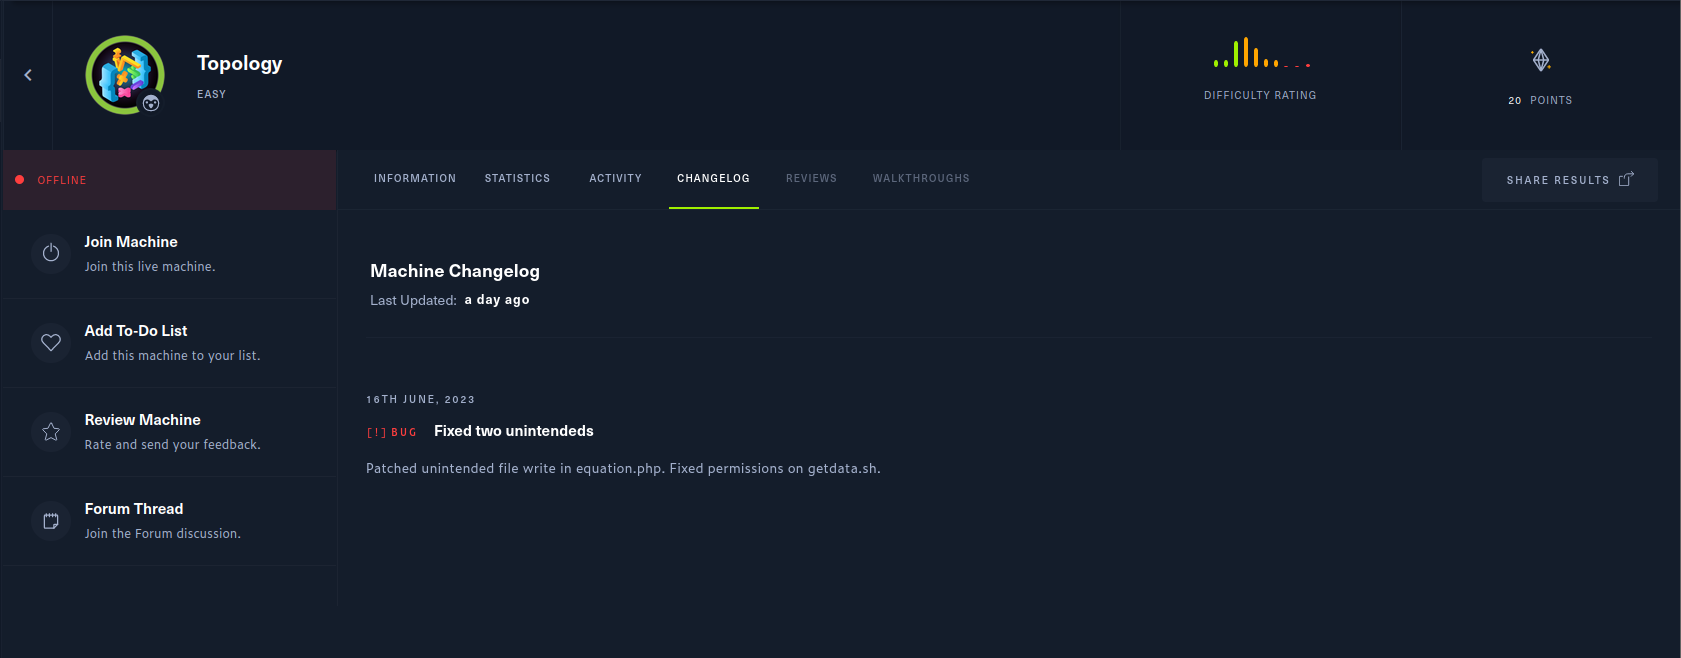 Topology
EASY
DIFFICULTY RATING
20 POINTS
OFFLINE
INFORMATION STATISTICS ACTIVITY CHANGELOG REVIEWS WALKTHROUGHS
SHARE RESULTS
Join Machine
Join this live machine.
Add To-Do List
Add this machine to your list.
Review Machine
Rate and send your feedback.
Forum Thread
Join the Forum discussion.
Machine Changelog
Last Updated: a day ago
16TH JUNE, 2023
[!] BUG Fixed two unintendeds
Patched unintended file write in equation.php. Fixed permissions on getdata.sh.